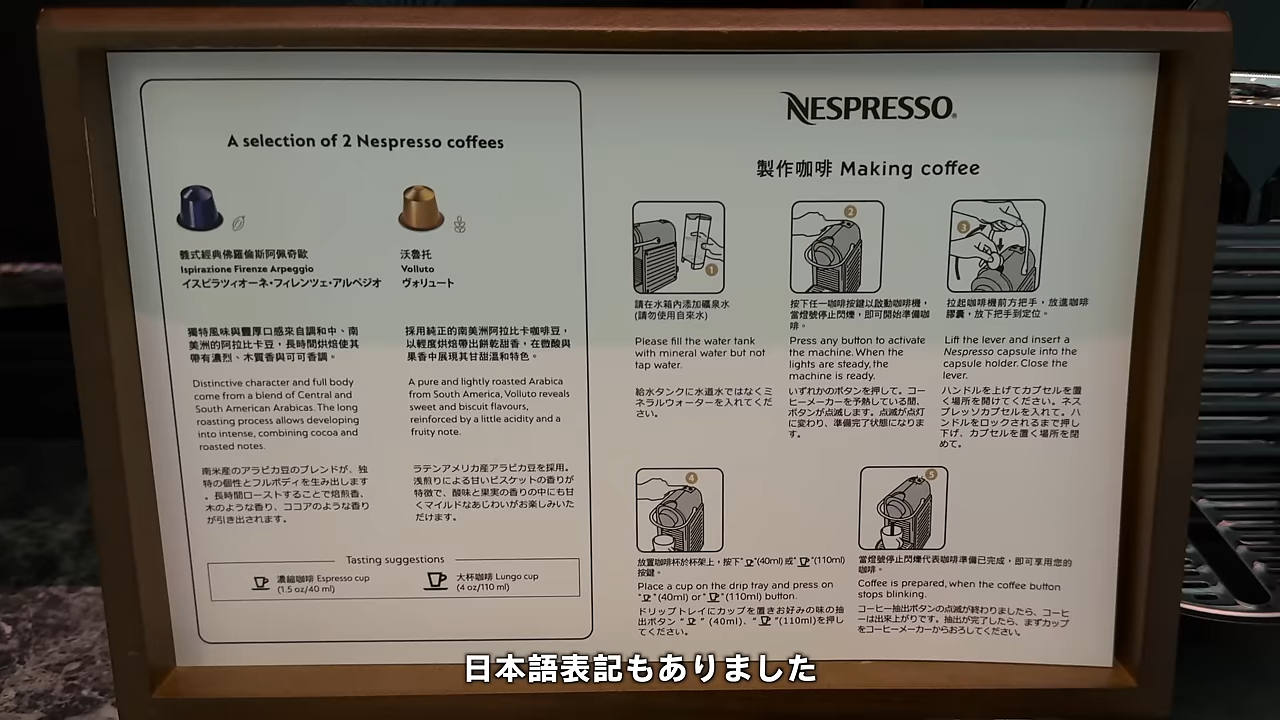 A selection of 2 Nespresso coffees
義式經典佛羅倫斯阿佩奇歐
Ispirazione Firenze Arpeggio
イスピラツィオーネ・フィレンツェ・アルペジオ
獨特風味與豐厚口感來自調和中、南
美洲的阿拉比卡豆，長時間烘焙使其
帶有濃烈、木質香與可可香調。
Distinctive character and full body
come from a blend of Central and
South American Arabicas. The long
roasting process allows developing
into intense, combining cocoa and
roasted notes.
南米産のアラビカ豆のブレンドが、独
特の個性とフルボディを生み出します
。長時間ローストすることで焙煎香、
木のような香り、ココアのような香り
が引き出されます。
沃魯托
Volluto
ヴォリュート
採用純正的南美洲阿拉比卡咖啡豆，
以輕度烘焙帶出餅乾甜香，在微酸與
果香中展現其甘甜溫和特色。
A pure and lightly roasted Arabica
from South America, Volluto reveals
sweet and biscuit flavours,
reinforced by a little acidity and a
fruity note.
ラテンアメリカ産アラビカ豆を採用。
浅煎りによる甘いビスケットの香りが
特徴で、酸味と果実の香りの中にも甘
くマイルドなあじわいがお楽しみいた
だけます。
Tasting suggestions
濃縮咖啡 Espresso cup
(1.5 oz/40 ml)
大杯咖啡 Lungo cup
(4 oz/110 ml)
NESPRESSO®
製作咖啡 Making coffee
1
請在水箱內添加礦泉水
(請勿使用自來水)
Please fill the water tank
with mineral water but not
tap water.
給水タンクに水道水ではなくミ
ネラルウォーターを入れてくだ
さい。
2
按下任一咖啡按鍵以啟動咖啡機，
當燈號停止閃爍，即可開始準備咖
啡。
Press any button to activate
the machine. When the
lights are steady, the
machine is ready.
いずれかのボタンを押して。コー
ヒーメーカーを予熱している間、
ボタンが点滅します。点滅が点灯
に変わり、準備完了状態になりま
す。
3
拉起咖啡機前方把手，放進咖啡
膠囊，放下把手到定位。
Lift the lever and insert a
Nespresso capsule into the
capsule holder. Close the
lever.
ハンドルを上げてカプセルを置
く場所を開けてください。ネス
プレッソカプセルを入れて。ハ
ンドルをロックされるまで押し
下げ、カプセルを置く場所を閉
めて。
4
放置咖啡杯於杯架上，按下" "(40ml) 或" "(110ml)
按鍵。
Place a cup on the drip tray and press on
" "(40ml) or" "(110ml) button.
ドリップトレイにカップを置きお好みの味の抽
出ボタン " " (40ml)、" "(110ml)を押し
てください。
5
當燈號停止閃爍代表咖啡準備已完成，即可享用您的
咖啡。
Coffee is prepared, when the coffee button
stops blinking.
コーヒー抽出ボタンの点滅が終わりましたら、コーヒ
ーは出来上がりです。抽出が完了したら、まずカップ
をコーヒーメーカーからおろしてください。
日本語表記もありました